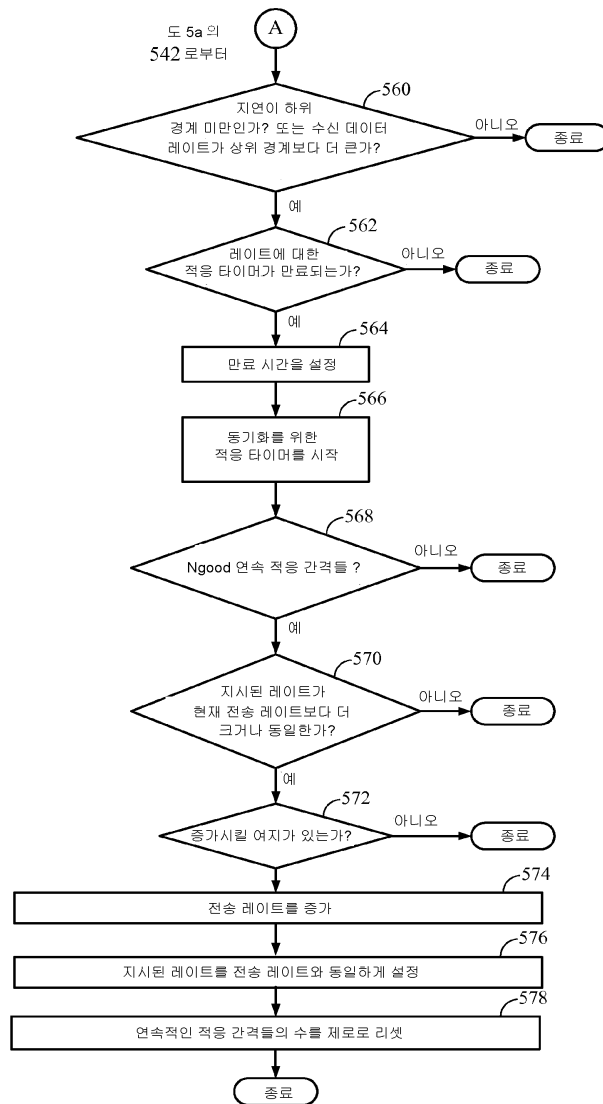 도 5a의
542로부터
A
560
지연이 하위
경계 미만인가? 또는 수신 데이터
레이트가 상위 경계보다 더 큰가?
아니오
종료
예
562
레이트에 대한
적응 타이머가 만료되는가?
아니오
종료
예
564
만료 시간을 설정
566
동기화를 위한
적응 타이머를 시작
568
Ngood 연속 적응 간격들 ?
아니오
종료
예
570
지시된 레이트가
현재 전송 레이트보다 더
크거나 동일한가?
아니오
종료
예
572
증가시킬 여지가 있는가?
아니오
종료
574
전송 레이트를 증가
576
지시된 레이트를 전송 레이트와 동일하게 설정
578
연속적인 적응 간격들의 수를 제로로 리셋
종료